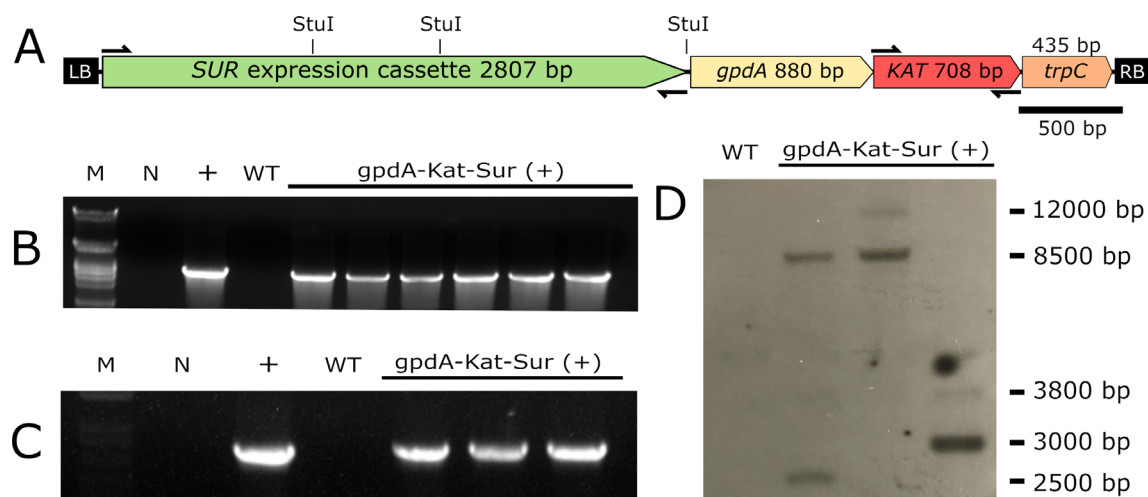 A
StuI StuI StuI
LB SUR expression cassette 2807 bp gpdA 880 bp KAT 708 bp 435 bp trpC RB
500 bp
B
M N + WT gpdA-Kat-Sur (+)
C
M N + WT gpdA-Kat-Sur (+)
D
WT gpdA-Kat-Sur (+)
12000 bp
8500 bp
3800 bp
3000 bp
2500 bp